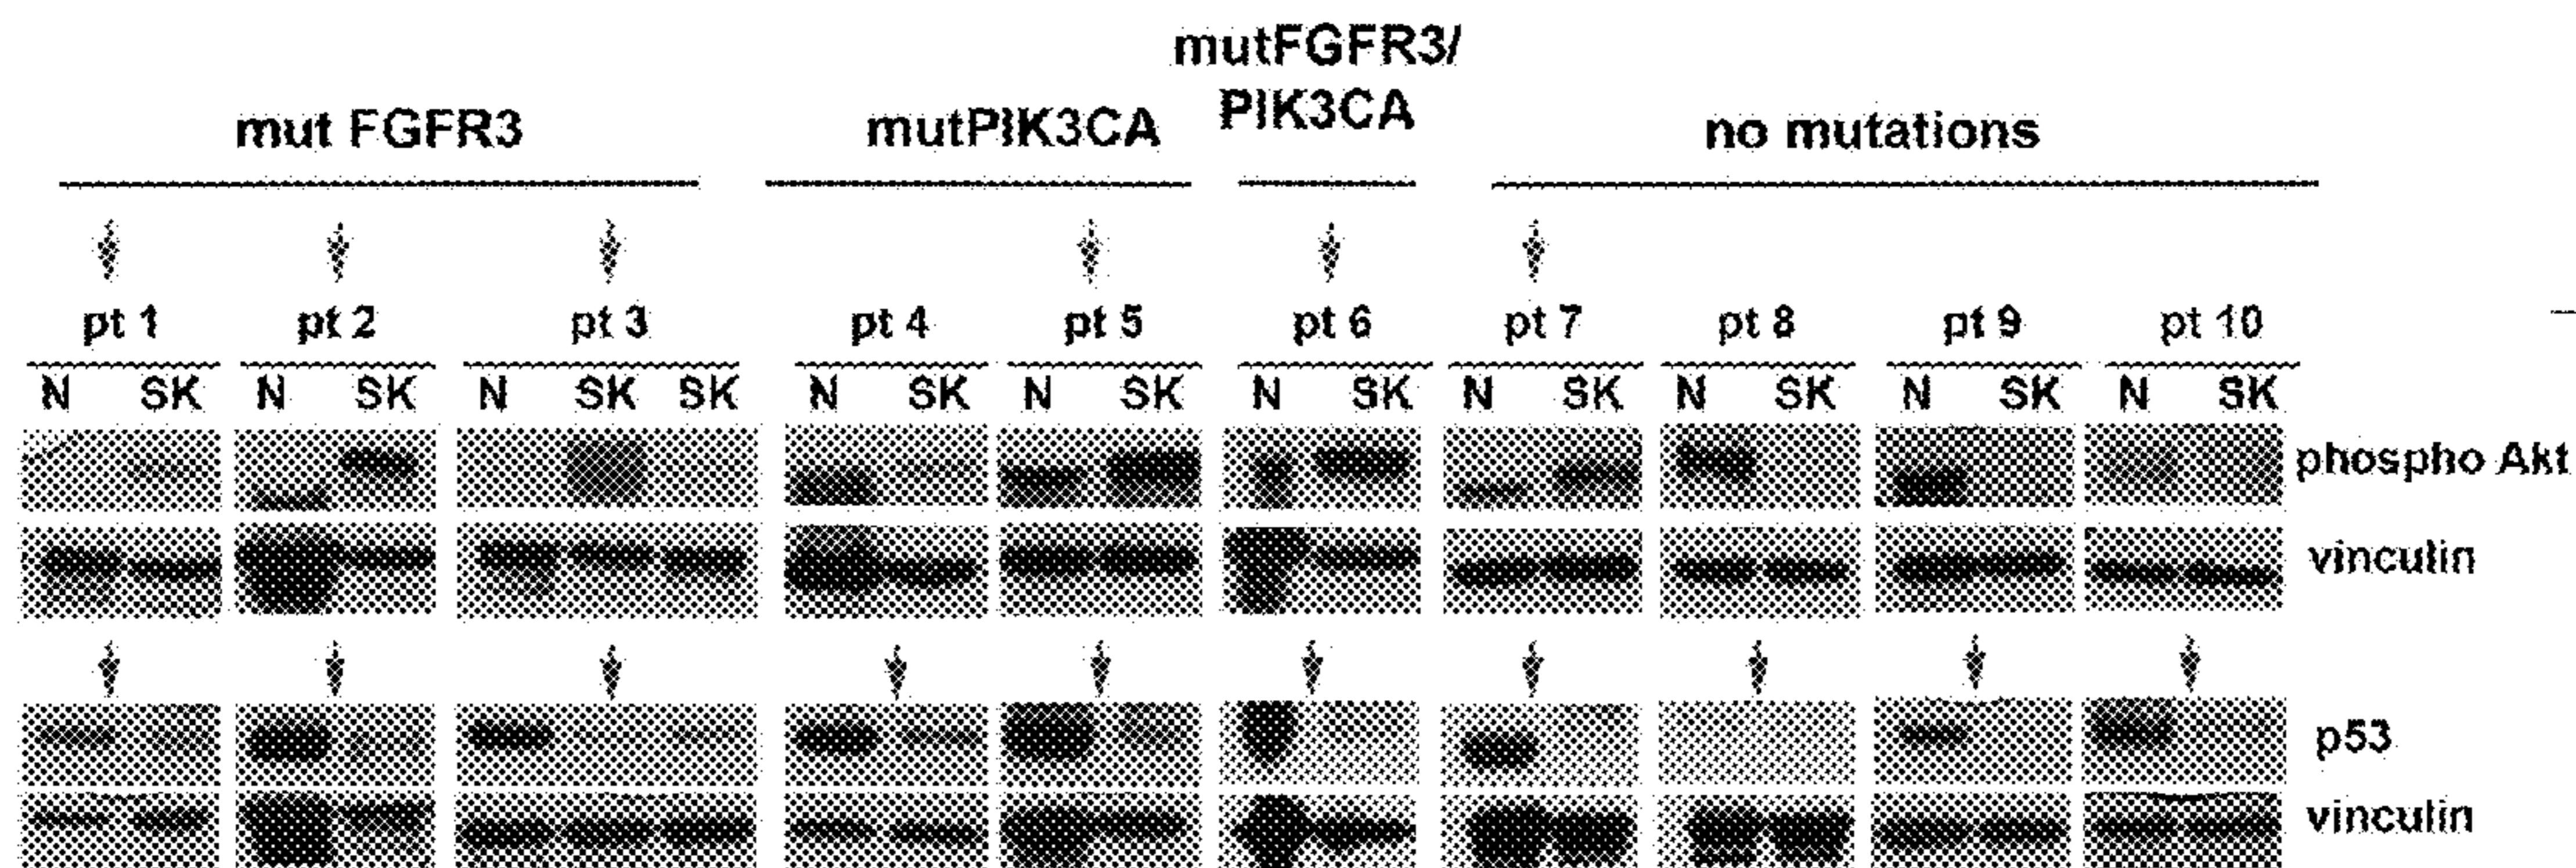 mutFGFR3/
PIK3CA
mut FGFR3 mutPIK3CA no mutations
pt 1 pt 2 pt 3 pt 4 pt 5 pt 6 pt 7 pt 8 pt 9 pt 10
N SK N SK N SK SK N SK N SK N SK N SK N SK N SK N SK
phospho Akt
vinculin
p53
vinculin